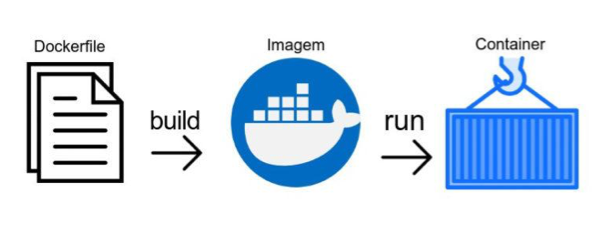 Dockerfile
Imagem
Container
build
run